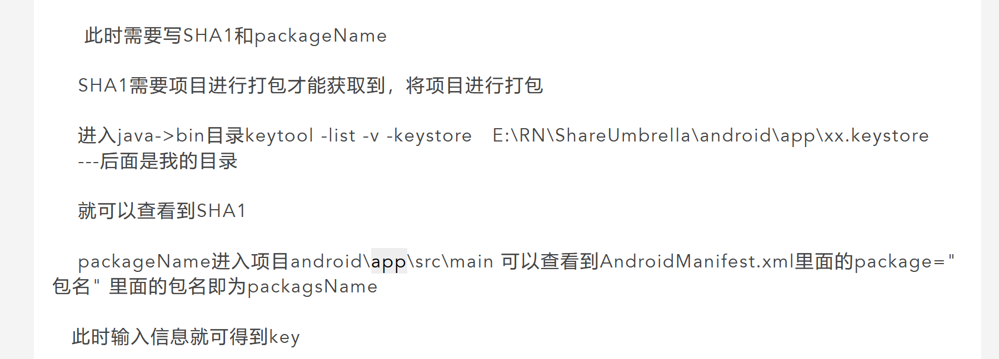 此时需要写SHA1和packageName
SHA1需要项目进行打包才能获取到，将项目进行打包
进入java->bin目录keytool -list -v -keystore E:\RN\ShareUmbrella\android\app\xx.keystore
---后面是我的目录
就可以查看到SHA1
packageName进入项目android\app\src\main 可以查看到AndroidManifest.xml里面的package="
包名" 里面的包名即为packagsName
此时输入信息就可得到key